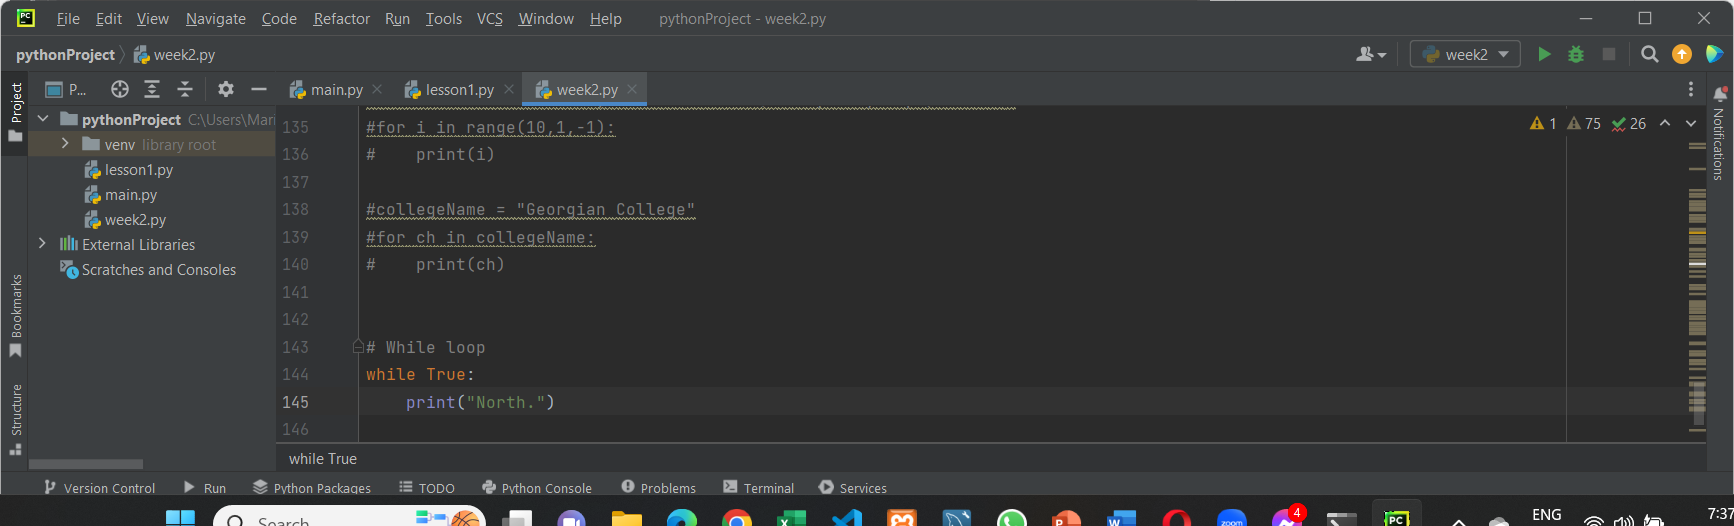 PC File Edit View Navigate Code Refactor Run Tools VCS Window Help pythonProject - week2.py
pythonProject week2.py week2
Project P... main.py lesson1.py week2.py
pythonProject C:\Users\Mari
venv library root
lesson1.py
main.py
week2.py
External Libraries
Scratches and Consoles
Bookmarks
Structure
135 #for i in range(10,1,-1):
136 #    print(i)
137
138 #collegeName = "Georgian College"
139 #for ch in collegeName:
140 #    print(ch)
141
142
143 # While loop
144 while True:
145     print("North.")
146
1 75 26
Notifications
while True
Version Control Run Python Packages TODO Python Console Problems Terminal Services
Search zoom 4 PC ENG 7:37